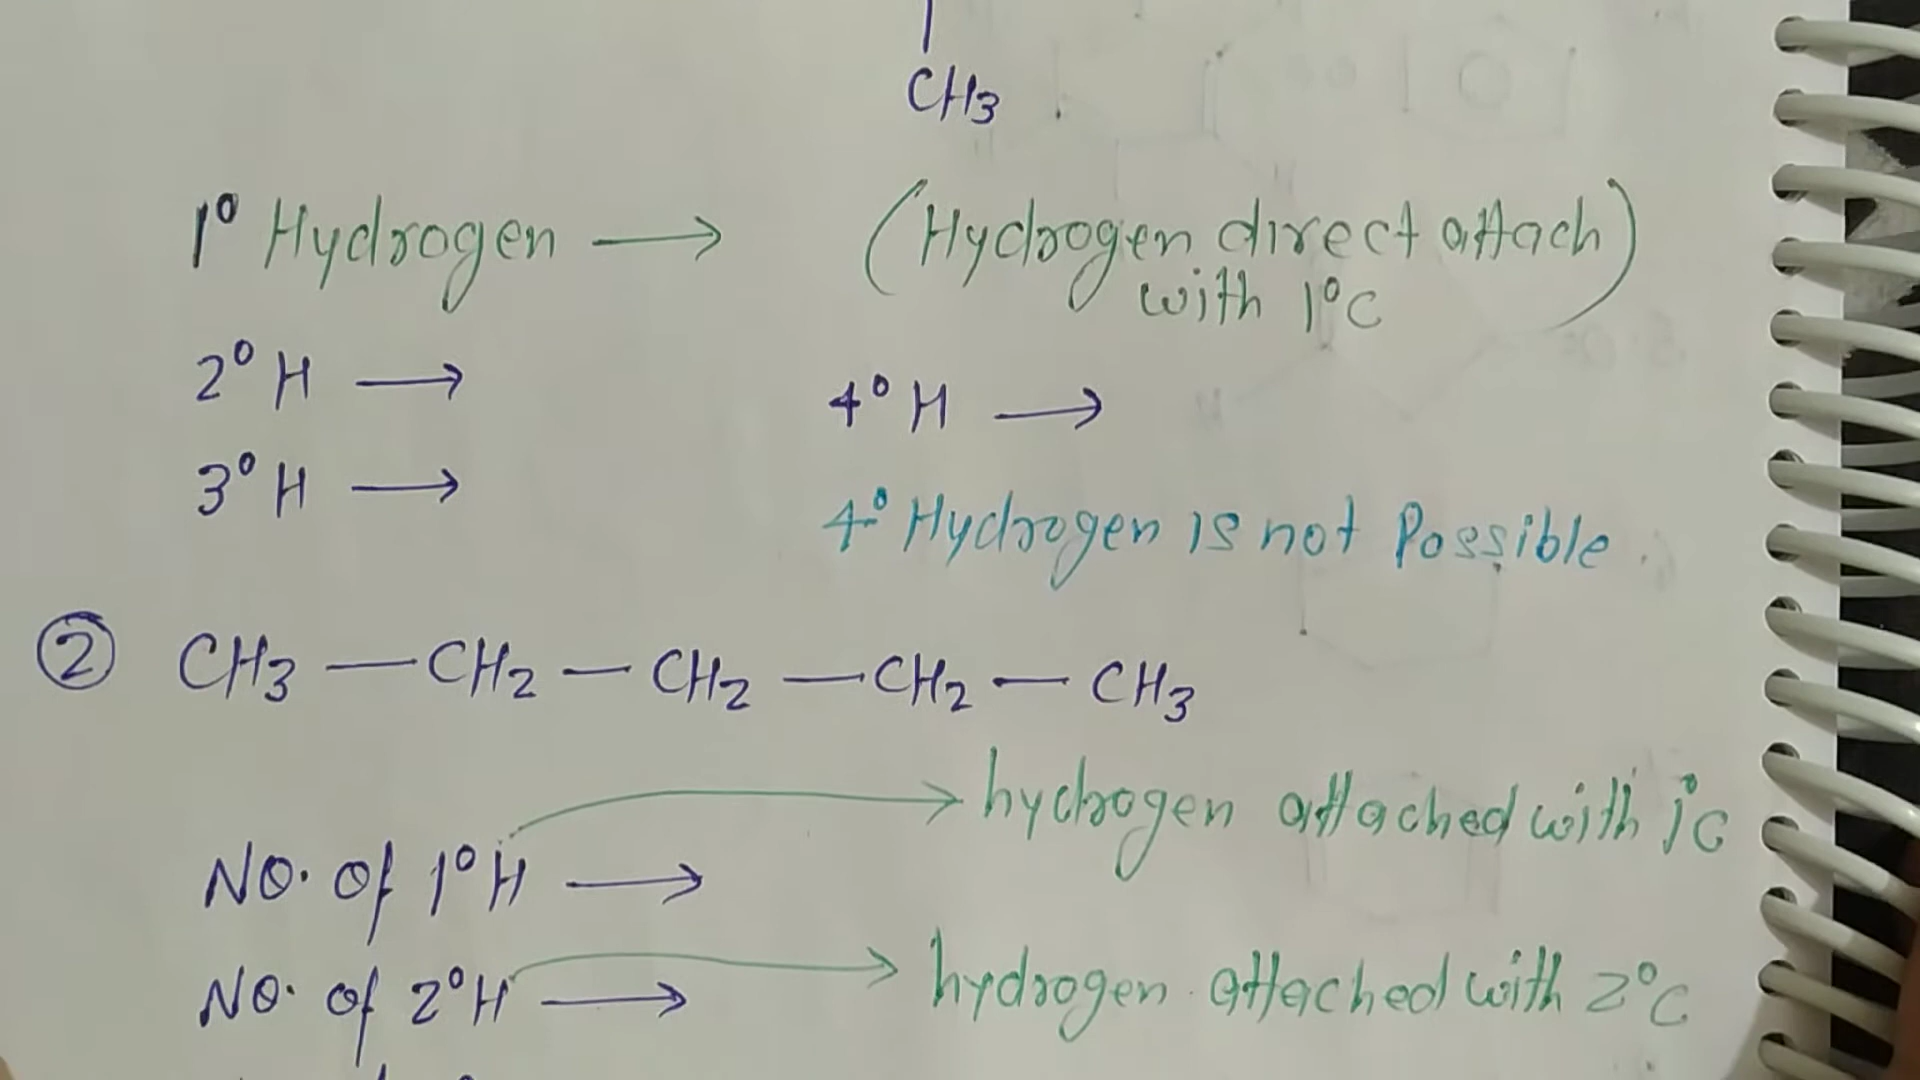 CH3
1° Hydrogen → (Hydrogen direct attach)
with 1°C
2° H →
4° H →
3° H →
4° Hydrogen is not Possible.
② CH3 — CH2 — CH2 — CH2 — CH3
hydrogen attached with 1°C
NO. of 1°H →
hydrogen attached with 2°C
NO. of 2°H →